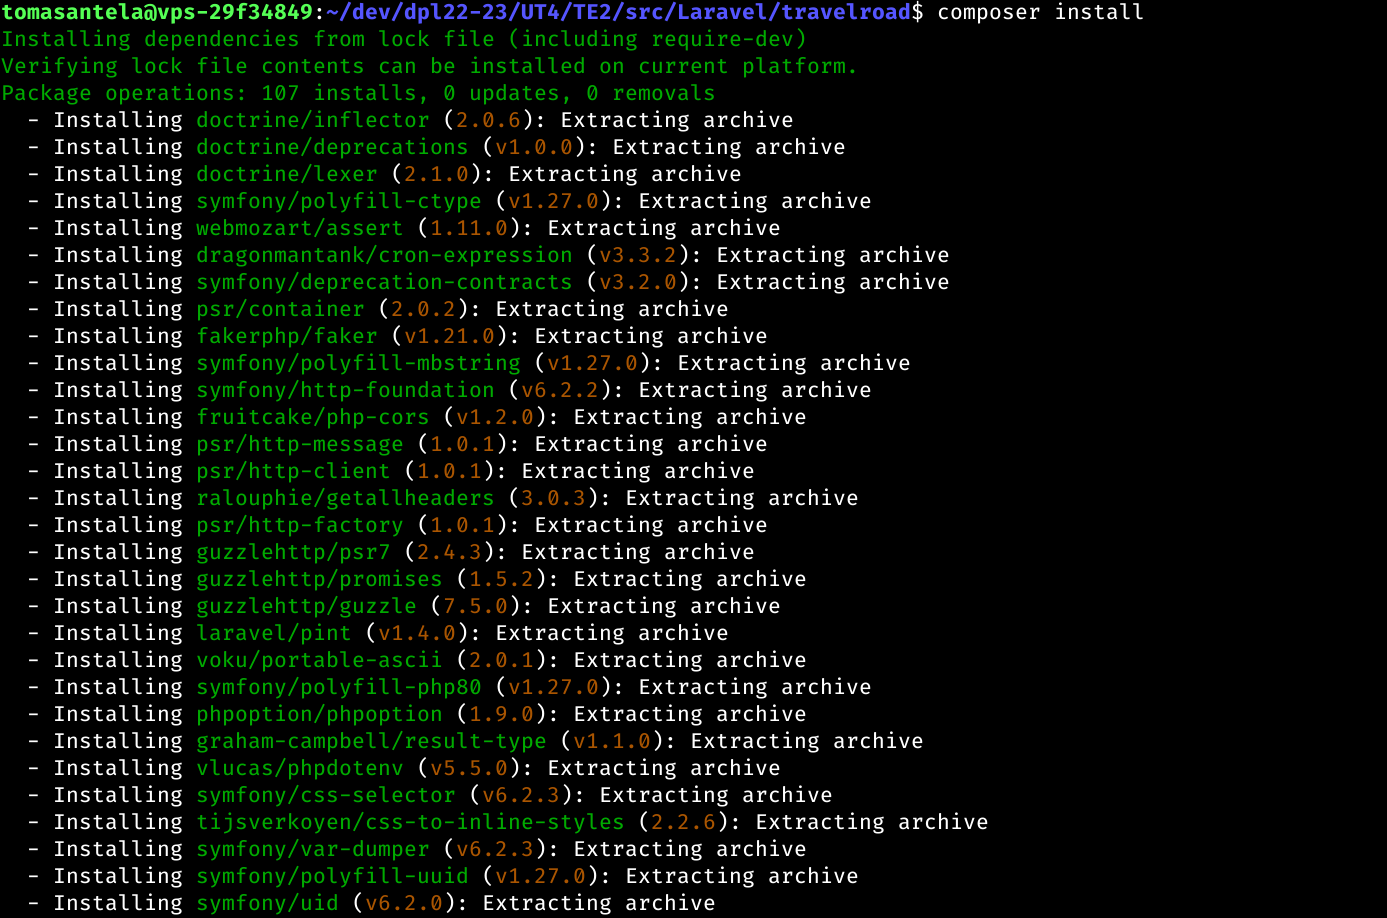 tomasantela@vps-29f34849:~/dev/dpl22-23/UT4/TE2/src/Laravel/travelroad$ composer install
Installing dependencies from lock file (including require-dev)
Verifying lock file contents can be installed on current platform.
Package operations: 107 installs, 0 updates, 0 removals
  - Installing doctrine/inflector (2.0.6): Extracting archive
  - Installing doctrine/deprecations (v1.0.0): Extracting archive
  - Installing doctrine/lexer (2.1.0): Extracting archive
  - Installing symfony/polyfill-ctype (v1.27.0): Extracting archive
  - Installing webmozart/assert (1.11.0): Extracting archive
  - Installing dragonmantank/cron-expression (v3.3.2): Extracting archive
  - Installing symfony/deprecation-contracts (v3.2.0): Extracting archive
  - Installing psr/container (2.0.2): Extracting archive
  - Installing fakerphp/faker (v1.21.0): Extracting archive
  - Installing symfony/polyfill-mbstring (v1.27.0): Extracting archive
  - Installing symfony/http-foundation (v6.2.2): Extracting archive
  - Installing fruitcake/php-cors (v1.2.0): Extracting archive
  - Installing psr/http-message (1.0.1): Extracting archive
  - Installing psr/http-client (1.0.1): Extracting archive
  - Installing ralouphie/getallheaders (3.0.3): Extracting archive
  - Installing psr/http-factory (1.0.1): Extracting archive
  - Installing guzzlehttp/psr7 (2.4.3): Extracting archive
  - Installing guzzlehttp/promises (1.5.2): Extracting archive
  - Installing guzzlehttp/guzzle (7.5.0): Extracting archive
  - Installing laravel/pint (v1.4.0): Extracting archive
  - Installing voku/portable-ascii (2.0.1): Extracting archive
  - Installing symfony/polyfill-php80 (v1.27.0): Extracting archive
  - Installing phpoption/phpoption (1.9.0): Extracting archive
  - Installing graham-campbell/result-type (v1.1.0): Extracting archive
  - Installing vlucas/phpdotenv (v5.5.0): Extracting archive
  - Installing symfony/css-selector (v6.2.3): Extracting archive
  - Installing tijsverkoyen/css-to-inline-styles (2.2.6): Extracting archive
  - Installing symfony/var-dumper (v6.2.3): Extracting archive
  - Installing symfony/polyfill-uuid (v1.27.0): Extracting archive
  - Installing symfony/uid (v6.2.0): Extracting archive